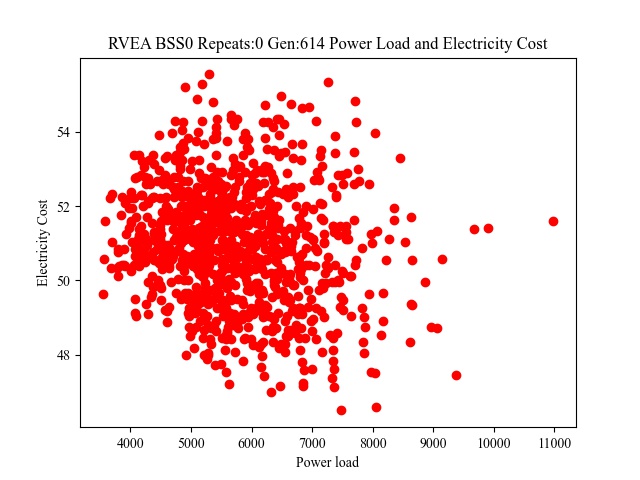 RVEA BSS0 Repeats:0 Gen:614 Power Load and Electricity Cost
54
52
50
48
Electricity Cost
4000 5000 6000 7000 8000 9000 10000 11000
Power load